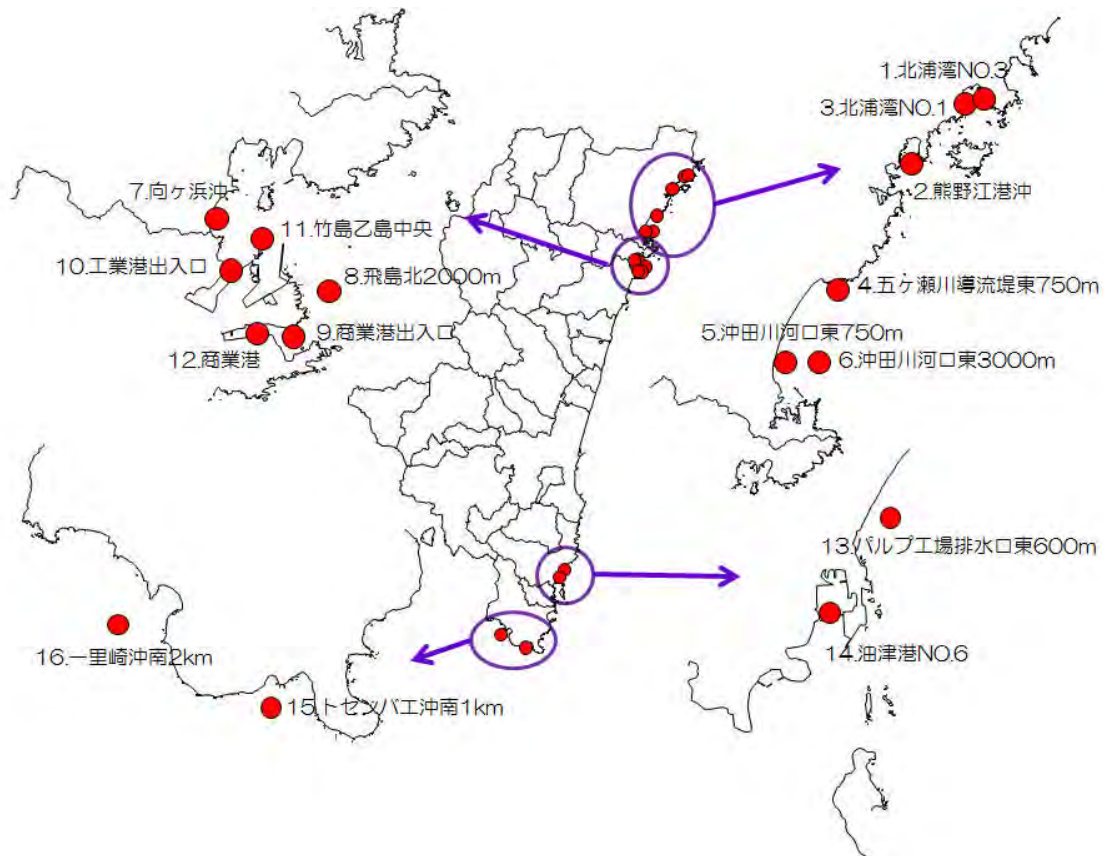 1.北浦湾NO.3
3.北浦湾NO.1
2.熊野江港沖
7.向ヶ浜沖
11.竹島乙島中央
10.工業港出入口
8.飛島北2000m
4.五ヶ瀬川導流堤東750m
5.沖田川河口東750m
9.商業港出入口
12.商業港
6.沖田川河口東3000m
13.パルプ工場排水口東600m
16.一里崎沖南2km
14.油津港NO.6
15.トセンバエ沖南1km